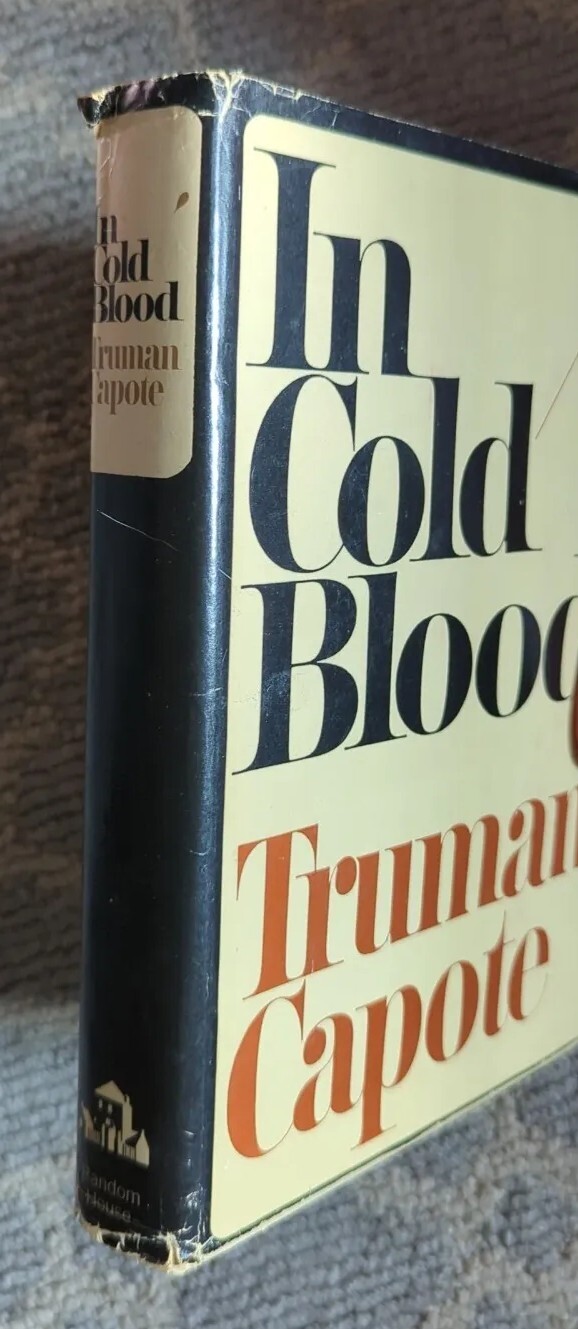 In
Cold
Blood
Truman
Capote
Random
House
In
Cold
Blood
Truman
Capote